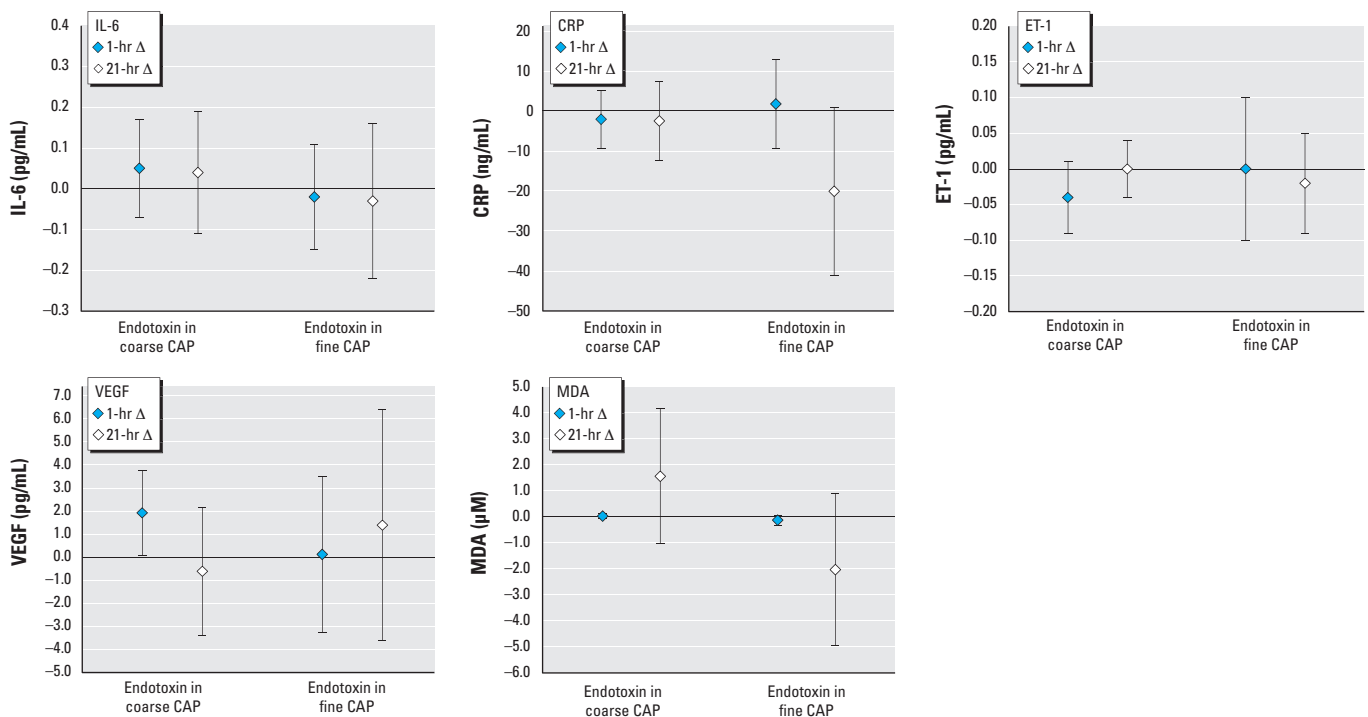 IL-6
1-hr Δ
21-hr Δ
IL-6 (pg/mL)
0.4
0.3
0.2
0.1
0.0
–0.1
–0.2
–0.3
Endotoxin in
coarse CAP
Endotoxin in
fine CAP
CRP
1-hr Δ
21-hr Δ
CRP (ng/mL)
20
10
0
–10
–20
–30
–40
–50
Endotoxin in
coarse CAP
Endotoxin in
fine CAP
ET-1
1-hr Δ
21-hr Δ
ET-1 (pg/mL)
0.20
0.15
0.10
0.05
0.00
–0.05
–0.10
–0.15
–0.20
Endotoxin in
coarse CAP
Endotoxin in
fine CAP
VEGF
1-hr Δ
21-hr Δ
VEGF (pg/mL)
7.0
6.0
5.0
4.0
3.0
2.0
1.0
0.0
–1.0
–2.0
–3.0
–4.0
–5.0
Endotoxin in
coarse CAP
Endotoxin in
fine CAP
MDA
1-hr Δ
21-hr Δ
MDA (µM)
5.0
4.0
3.0
2.0
1.0
0.0
–1.0
–2.0
–3.0
–4.0
–5.0
–6.0
Endotoxin in
coarse CAP
Endotoxin in
fine CAP